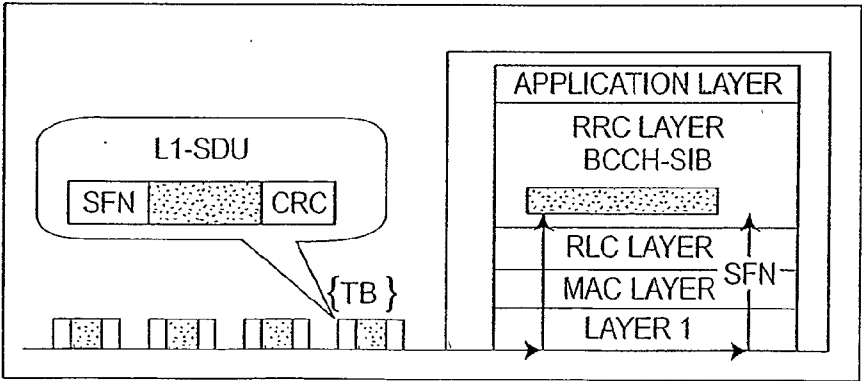 L1-SDU
SFN
CRC
{TB}
APPLICATION LAYER
RRC LAYER
BCCH-SIB
RLC LAYER
SFN
MAC LAYER
LAYER 1